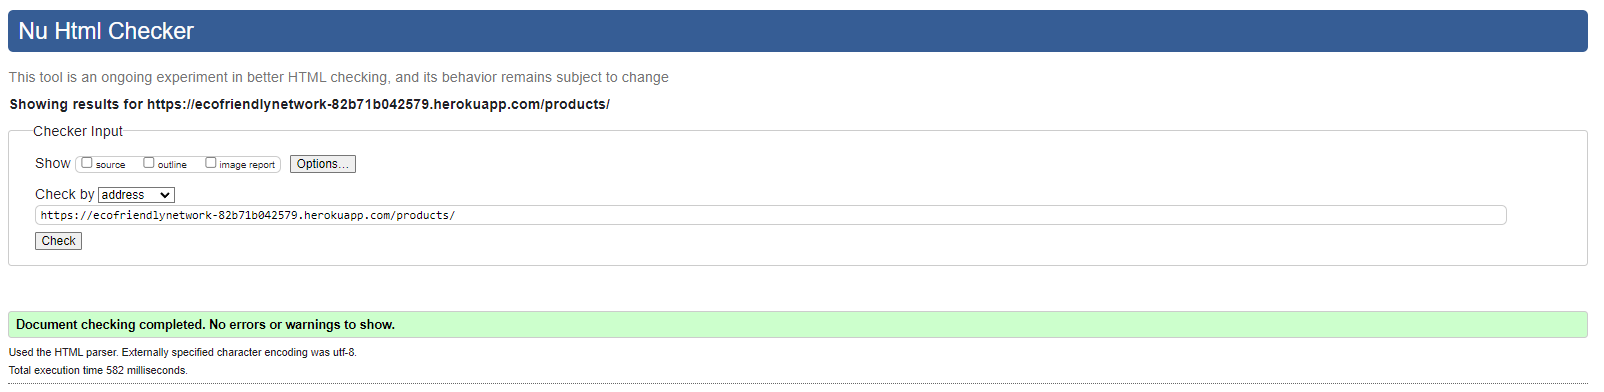 Nu Html Checker
This tool is an ongoing experiment in better HTML checking, and its behavior remains subject to change
Showing results for https://ecofriendlynetwork-82b71b042579.herokuapp.com/products/
Checker Input
Show source outline image report Options...
Check by address
https://ecofriendlynetwork-82b71b042579.herokuapp.com/products/
Check
Document checking completed. No errors or warnings to show.
Used the HTML parser. Externally specified character encoding was utf-8.
Total execution time 582 milliseconds.